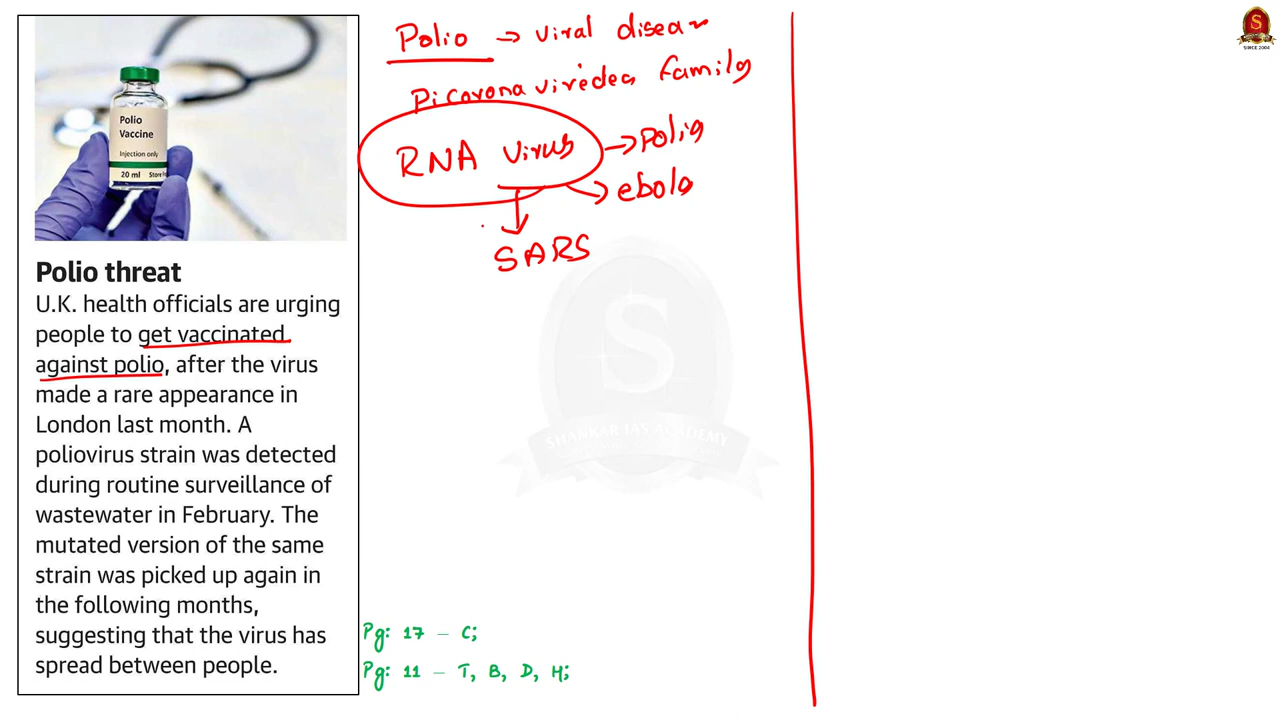 Polio
Vaccine
Injection only
20 ml
Polio threat
U.K. health officials are urging
people to get vaccinated
against polio, after the virus
made a rare appearance in
London last month. A
poliovirus strain was detected
during routine surveillance of
wastewater in February. The
mutated version of the same
strain was picked up again in
the following months,
suggesting that the virus has
spread between people.
Polio → viral disease
family
RNA virus → Polio
→ ebola
SARS
Pg: 17 – C;
Pg: 11 – T, B, D, H;
SHANKAR IAS ACADEMY
S
SINCE 2004